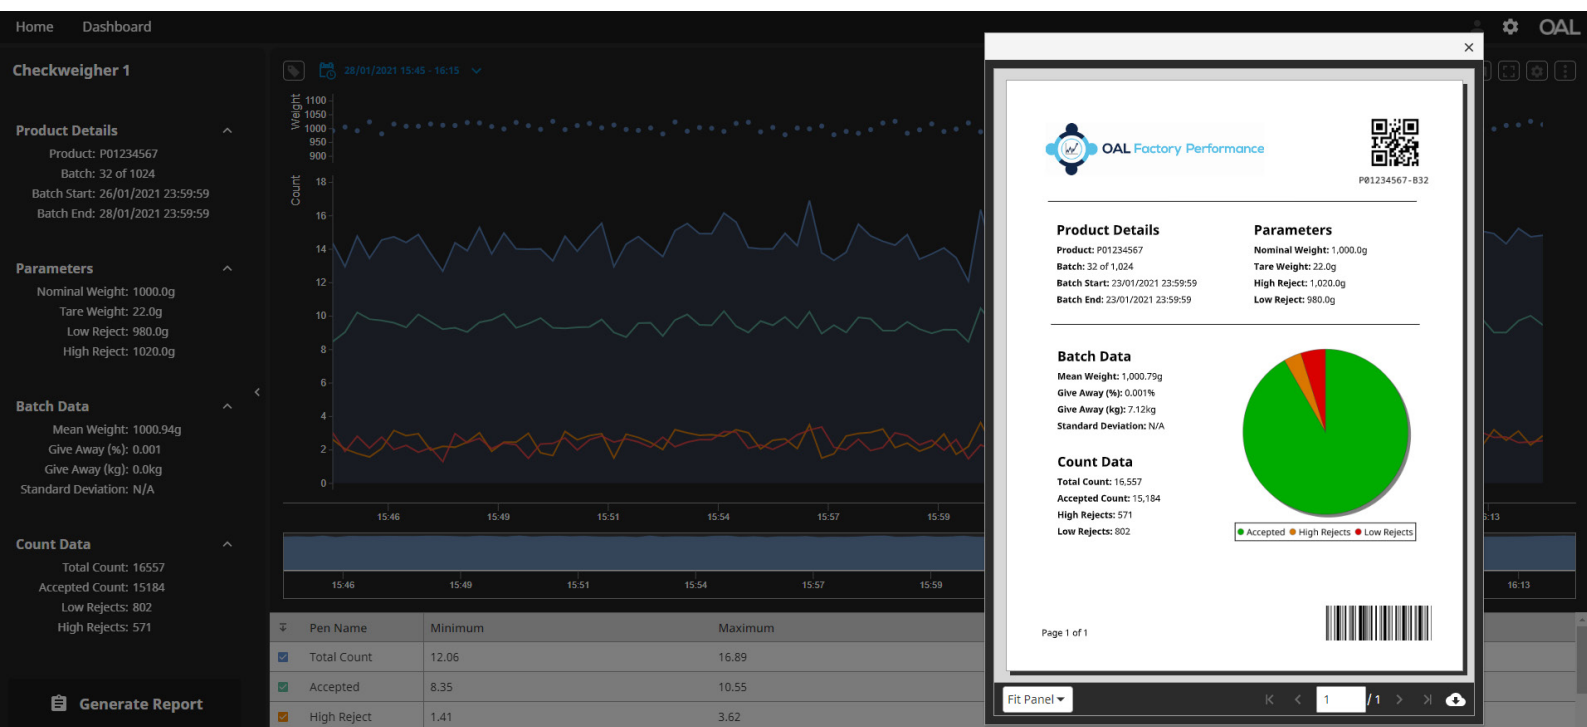 Home Dashboard
OAL
Checkweigher 1
Product Details
Product: P01234567
Batch: 32 of 1024
Batch Start: 26/01/2021 23:59:59
Batch End: 28/01/2021 23:59:59
Parameters
Nominal Weight: 1000.0g
Tare Weight: 22.0g
Low Reject: 980.0g
High Reject: 1020.0g
Batch Data
Mean Weight: 1000.94g
Give Away (%): 0.001
Give Away (kg): 0.0kg
Standard Deviation: N/A
Count Data
Total Count: 16557
Accepted Count: 15184
Low Rejects: 802
High Rejects: 571
Generate Report
28/01/2021 15:45 - 16:15
Weight
1100
1050
1000
950
900
Count
18
16
14
12
10
8
6
4
2
0
15:46 15:49 15:51 15:54 15:57 15:59 5:13
15:46 15:49 15:51 15:54 15:57 15:59 16:13
Pen Name Minimum Maximum
Total Count 12.06 16.89
Accepted 8.35 10.55
High Reject 1.41 3.62
OAL Factory Performance
P01234567-B32
Product Details
Product: P01234567
Batch: 32 of 1,024
Batch Start: 23/01/2021 23:59:59
Batch End: 23/01/2021 23:59:59
Parameters
Nominal Weight: 1,000.0g
Tare Weight: 22.0g
High Reject: 1,020.0g
Low Reject: 980.0g
Batch Data
Mean Weight: 1,000.79g
Give Away (%): 0.001%
Give Away (kg): 7.12kg
Standard Deviation: N/A
Count Data
Total Count: 16,557
Accepted Count: 15,184
High Rejects: 571
Low Rejects: 802
Accepted High Rejects Low Rejects
Page 1 of 1
Fit Panel 1 / 1